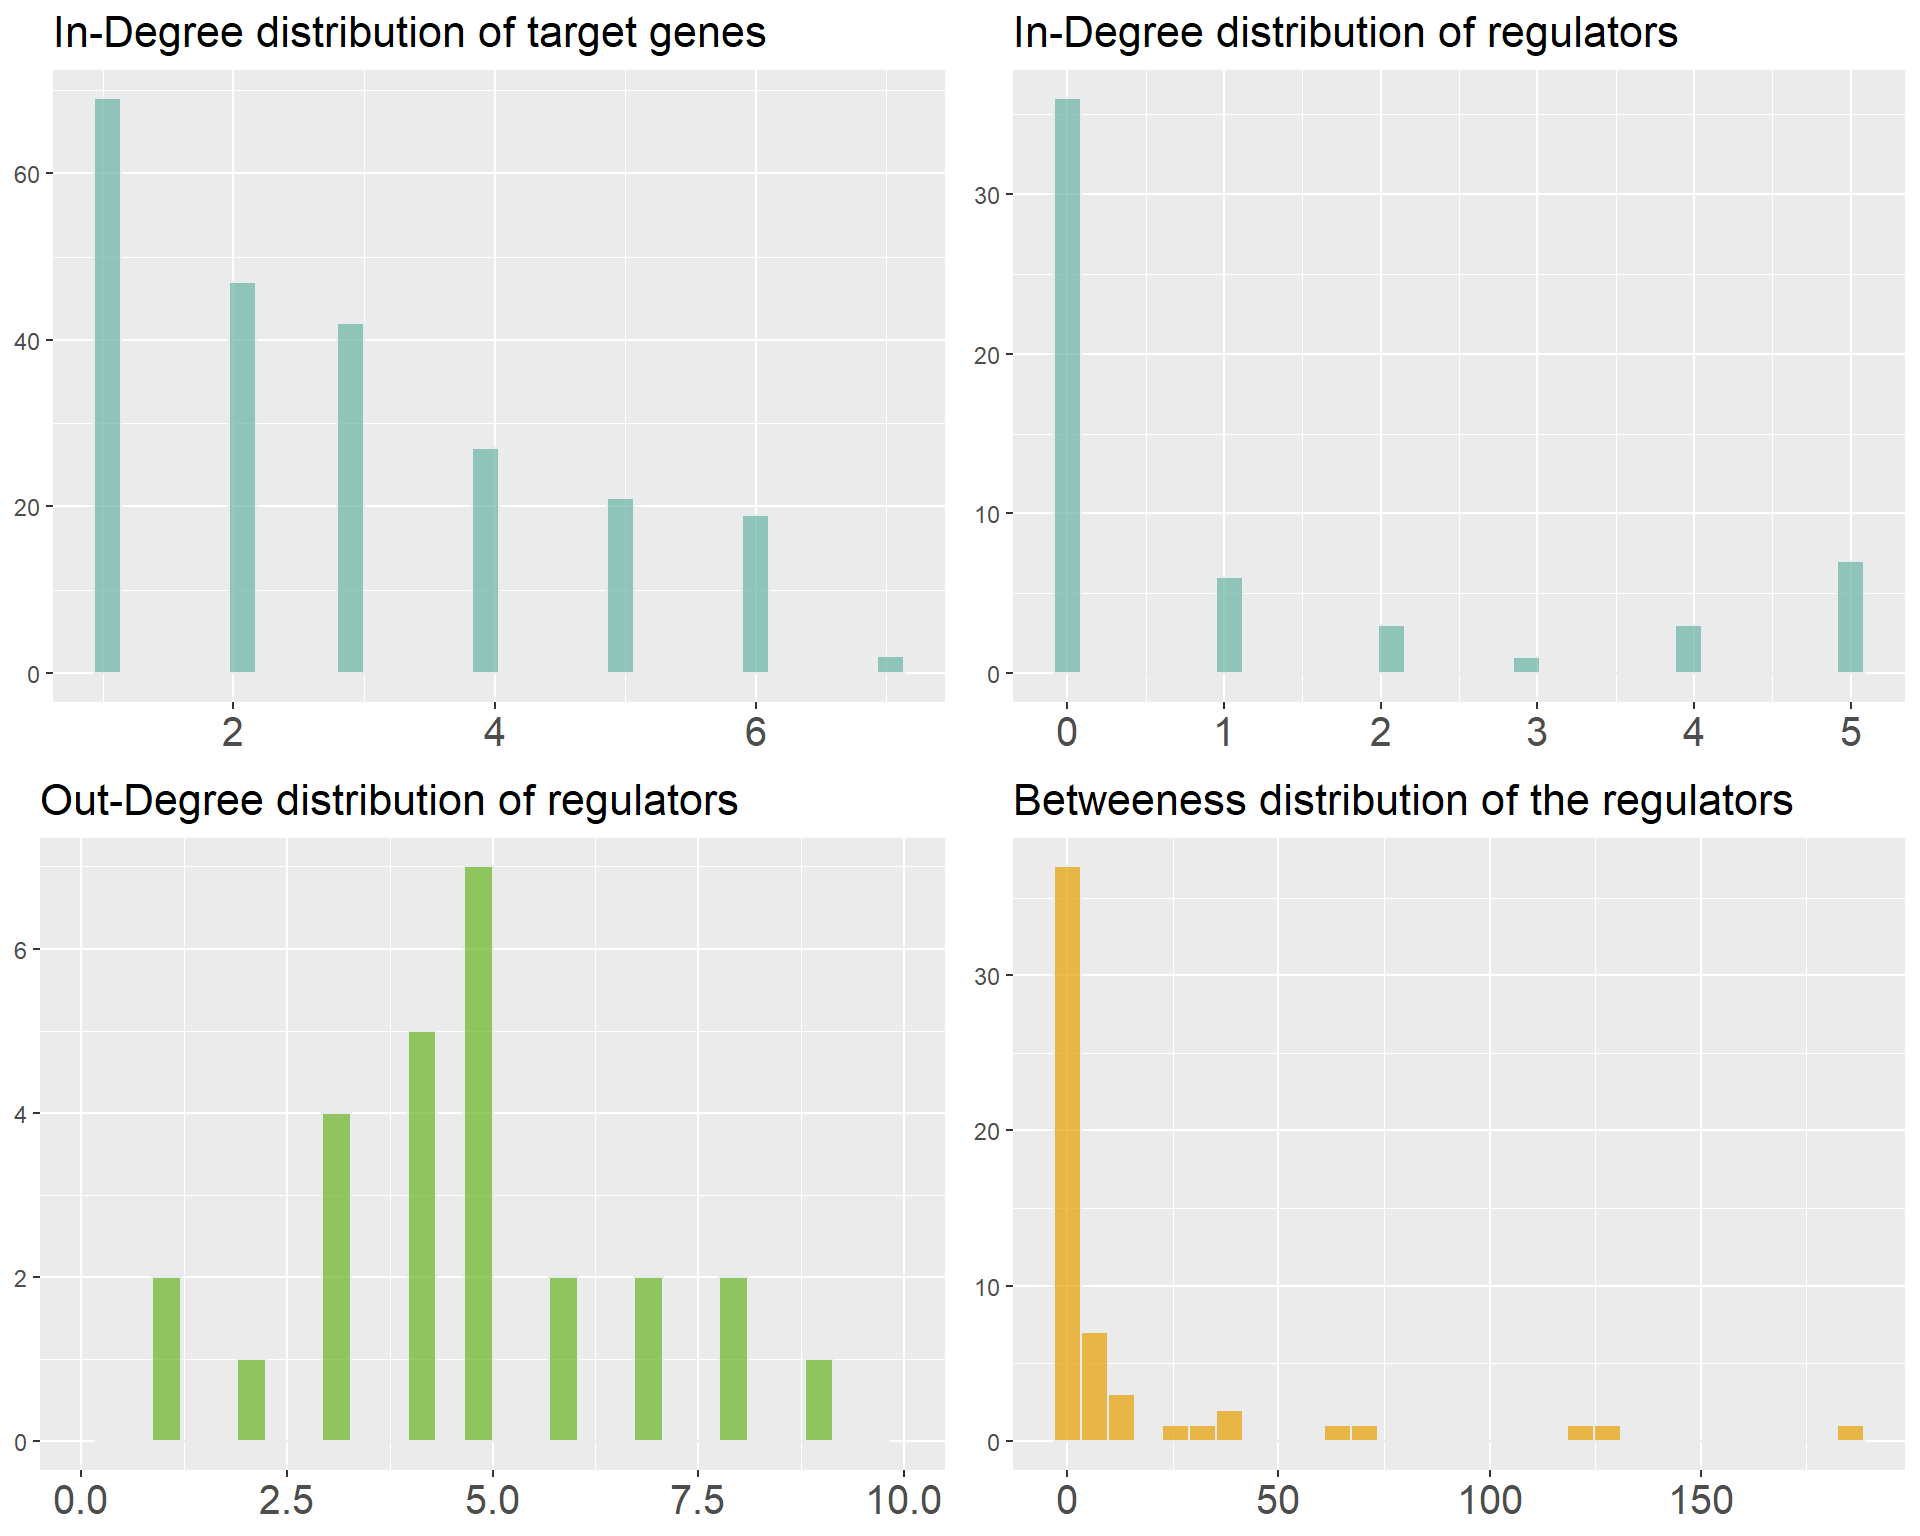 In-Degree distribution of target genes
60
40
20
0
2 4 6
In-Degree distribution of regulators
30
20
10
0
0 1 2 3 4 5
Out-Degree distribution of regulators
6
4
2
0
0.0 2.5 5.0 7.5 10.0
Betweeness distribution of the regulators
30
20
10
0
0 50 100 150